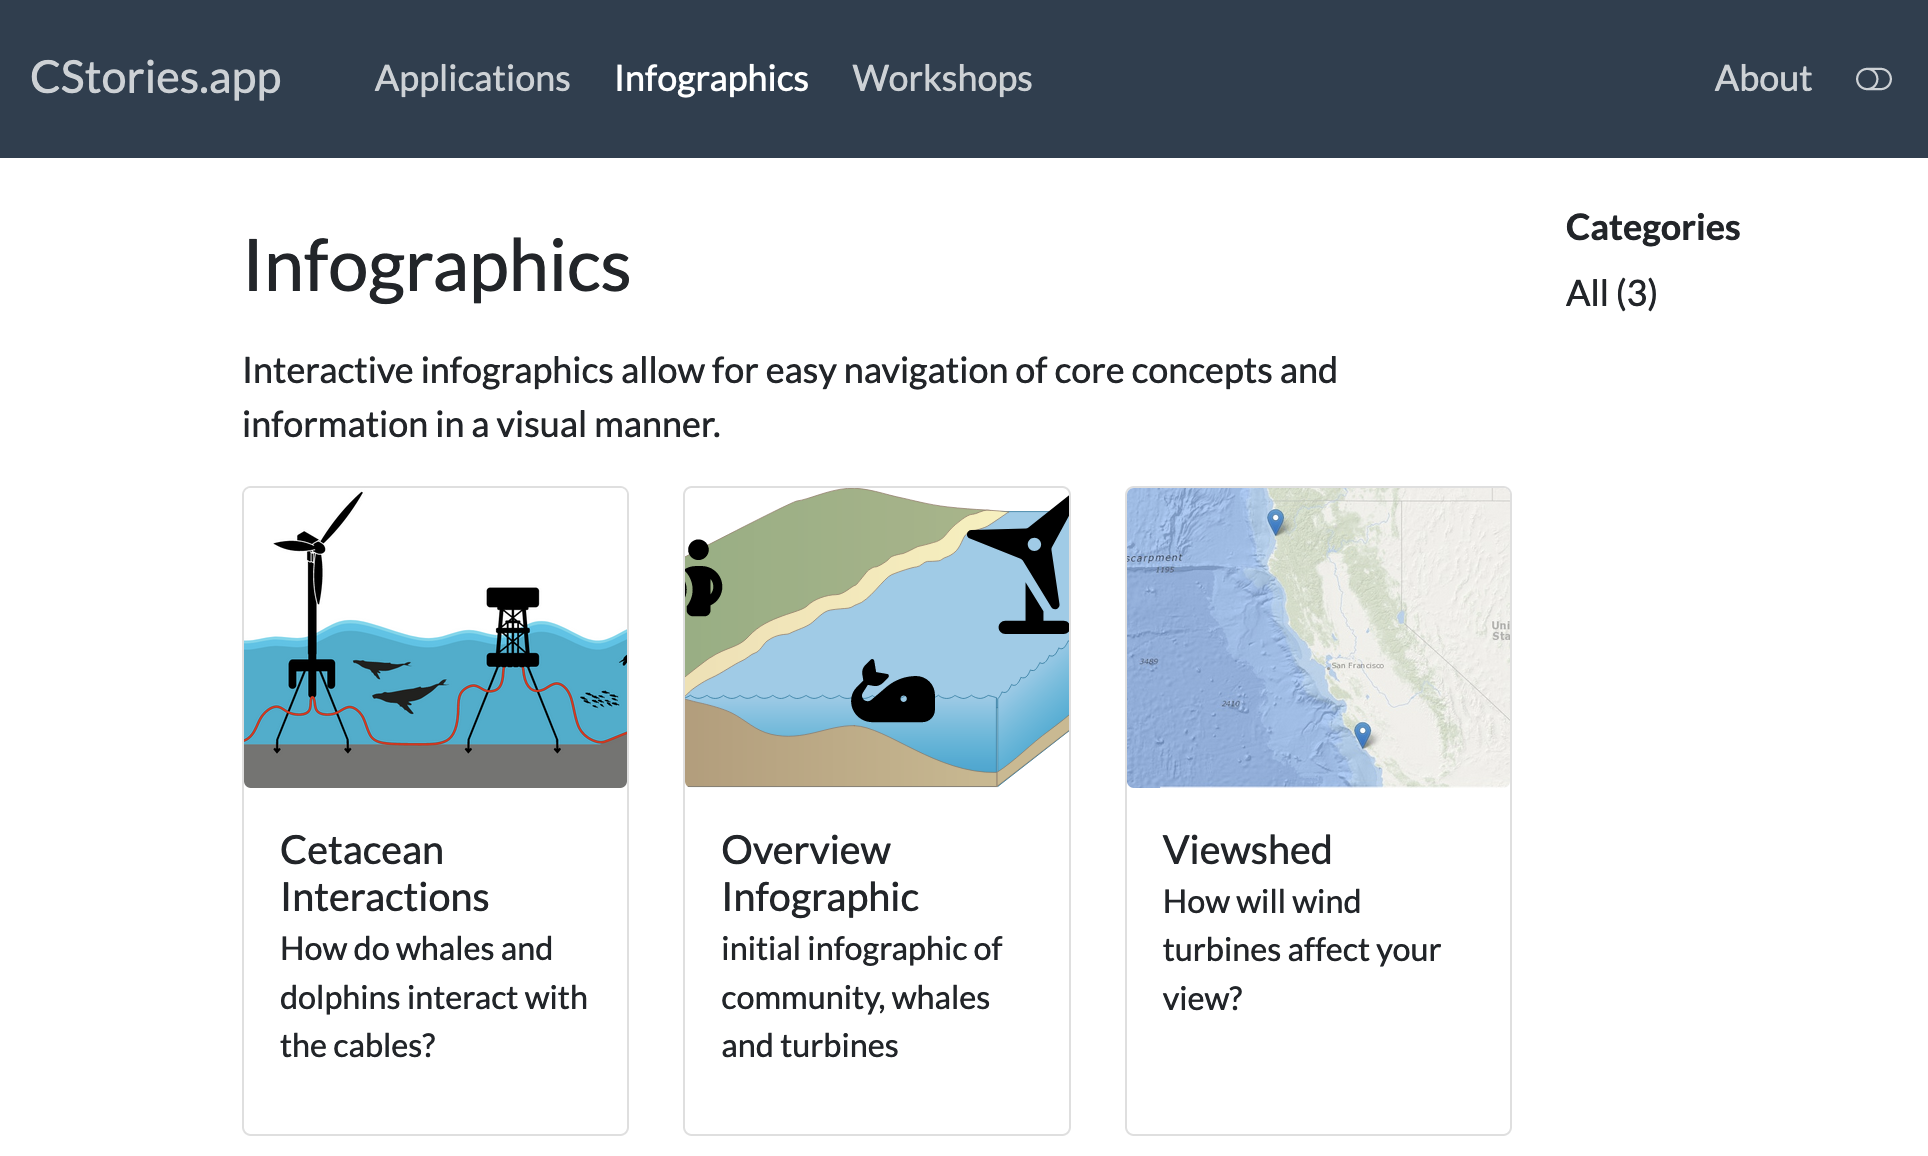 CStories.app
Applications
Infographics
Workshops
About
Infographics
Categories
All (3)
Interactive infographics allow for easy navigation of core concepts and
information in a visual manner.
scarpment
1195
3489
2410
San Francisco
Uni
Sta
Cetacean
Interactions
How do whales and
dolphins interact with
the cables?
Overview
Infographic
initial infographic of
community, whales
and turbines
Viewshed
How will wind
turbines affect your
view?